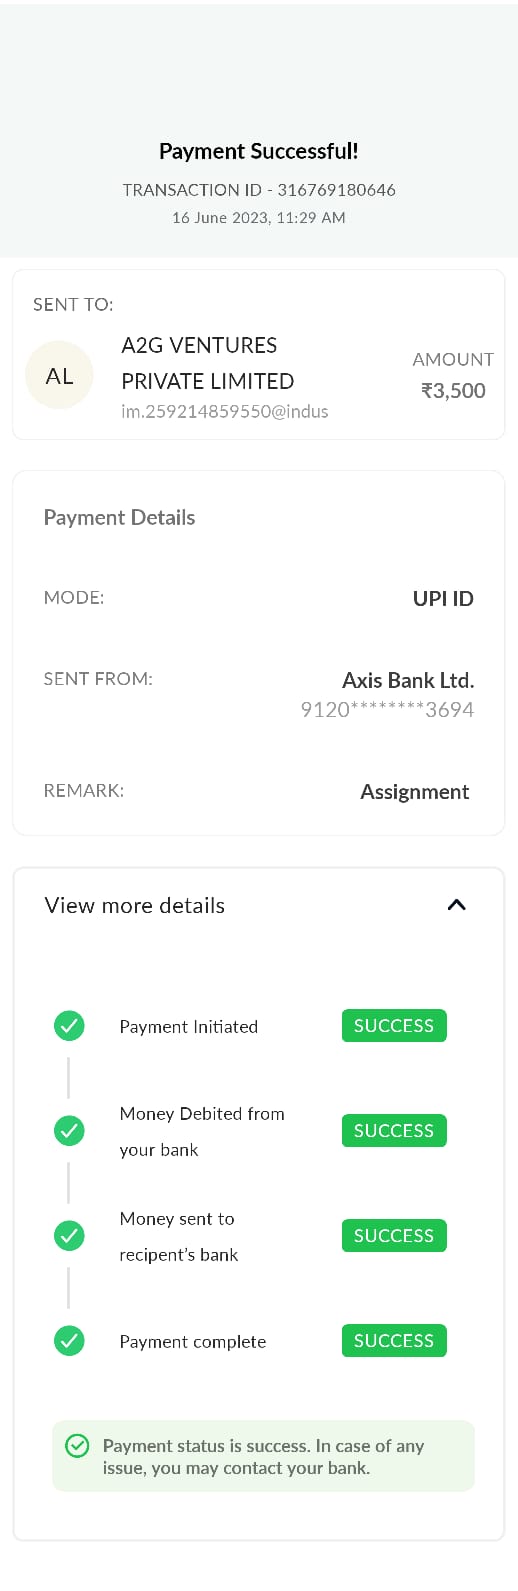 Payment Successful!
TRANSACTION ID - 316769180646
16 June 2023, 11:29 AM
SENT TO:
AL
A2G VENTURES
PRIVATE LIMITED
im.259214859550@indus
AMOUNT
₹3,500
Payment Details
MODE:
UPI ID
SENT FROM:
Axis Bank Ltd.
9120********3694
REMARK:
Assignment
View more details
Payment Initiated
SUCCESS
Money Debited from
your bank
SUCCESS
Money sent to
recipent's bank
SUCCESS
Payment complete
SUCCESS
Payment status is success. In case of any
issue, you may contact your bank.